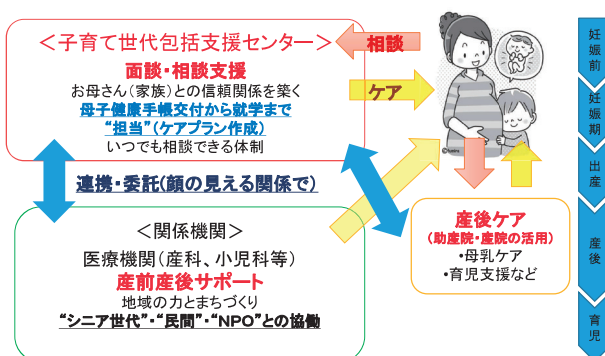 ＜子育て世代包括支援センター＞
面談・相談支援
お母さん（家族）との信頼関係を築く
母子健康手帳交付から就学まで
“担当”（ケアプラン作成）
いつでも相談できる体制
相談
ケア
連携・委託(顔の見える関係で)
＜関係機関＞
医療機関（産科、小児科等）
産前産後サポート
地域の力とまちづくり
“シニア世代”・“民間”・“NPO”との協働
産後ケア
（助産院・産院の活用）
・母乳ケア
・育児支援など
妊娠前
妊娠期
出産
産後
育児